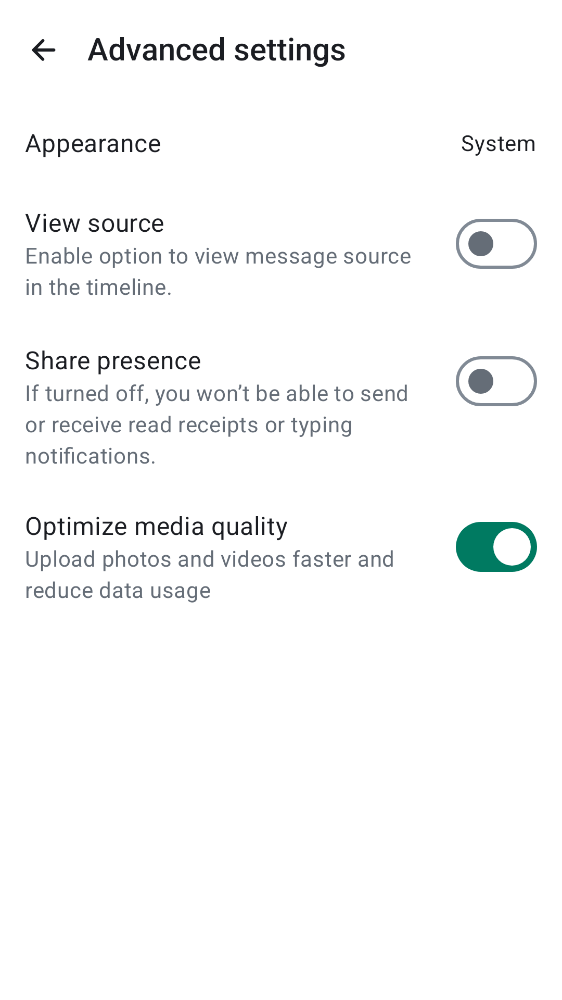 Advanced settings
Appearance
System
View source
Enable option to view message source
in the timeline.
Share presence
If turned off, you won’t be able to send
or receive read receipts or typing
notifications.
Optimize media quality
Upload photos and videos faster and
reduce data usage